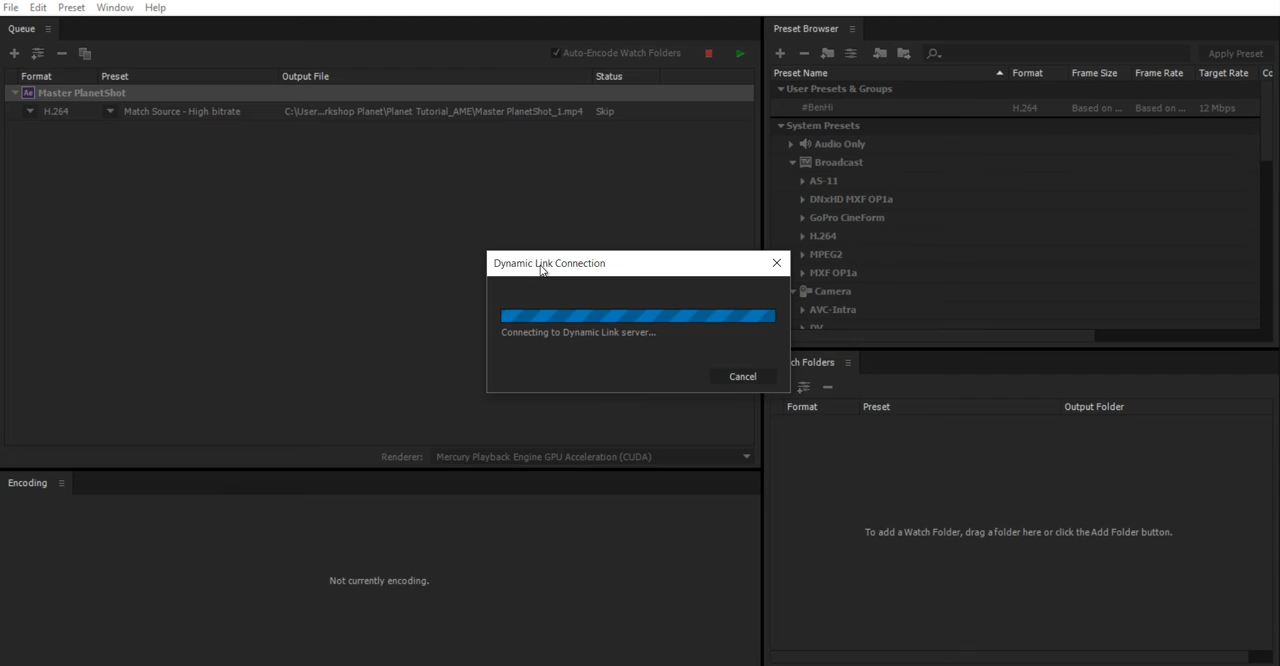 File Edit Preset Window Help
Queue
Auto-Encode Watch Folders
Format Preset Output File Status
Ae Master PlanetShot
H.264 Match Source - High bitrate C:\User...rkshop Planet\Planet Tutorial_AME\Master PlanetShot_1.mp4 Skip
Renderer: Mercury Playback Engine GPU Acceleration (CUDA)
Encoding
Not currently encoding.
Dynamic Link Connection
Connecting to Dynamic Link server...
Cancel
Preset Browser
Apply Preset
Preset Name Format Frame Size Frame Rate Target Rate Co
User Presets & Groups
#BenHi H.264 Based on ... Based on ... 12 Mbps
System Presets
Audio Only
Broadcast
AS-11
DNxHD MXF OP1a
GoPro CineForm
H.264
MPEG2
MXF OP1a
Camera
AVC-Intra
DV
tch Folders
Format Preset Output Folder
To add a Watch Folder, drag a folder here or click the Add Folder button.